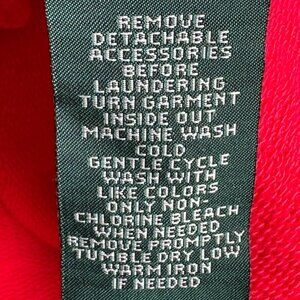 REMOVE
DETACHABLE
ACCESSORIES
BEFORE
LAUNDERING
TURN GARMENT
INSIDE OUT
MACHINE WASH
COLD
GENTLE CYCLE
WASH WITH
LIKE COLORS
ONLY NON-
CHLORINE BLEACH
WHEN NEEDED
REMOVE PROMPTLY
TUMBLE DRY LOW
WARM IRON
IF NEEDED